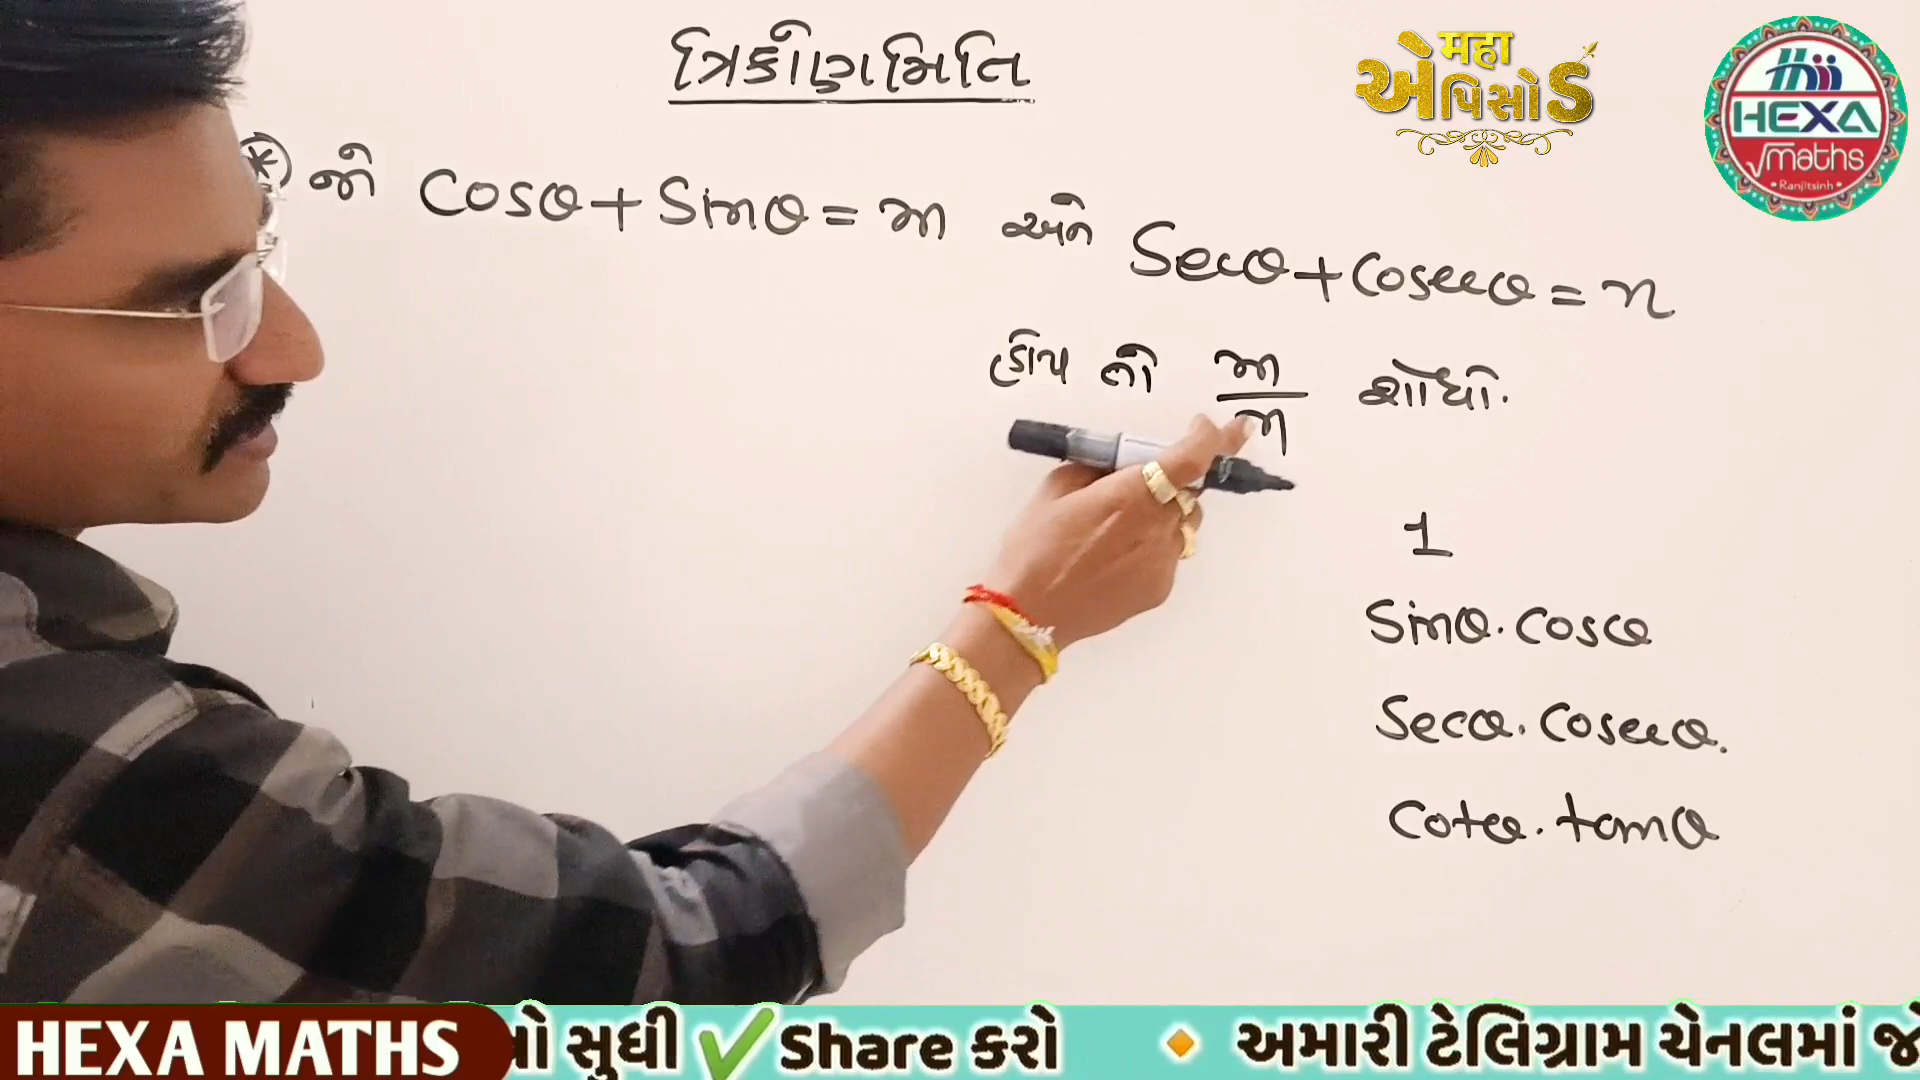 ત્રિકોણમિતિ
महा
એપિસોડ
HEXA
√maths
Ranjitsinh
* જો Cosθ + Sinθ = m અને Secθ + Cosecθ = n
હોય તો m/n શોધો.
1
Sinθ. Cosθ
Secθ. Cosecθ.
Cotθ. tanθ
HEXA MATHS
ો સુધી ✔ Share કરો 🔸 અમારી ટેલિગ્રામ ચેનલમાં જો